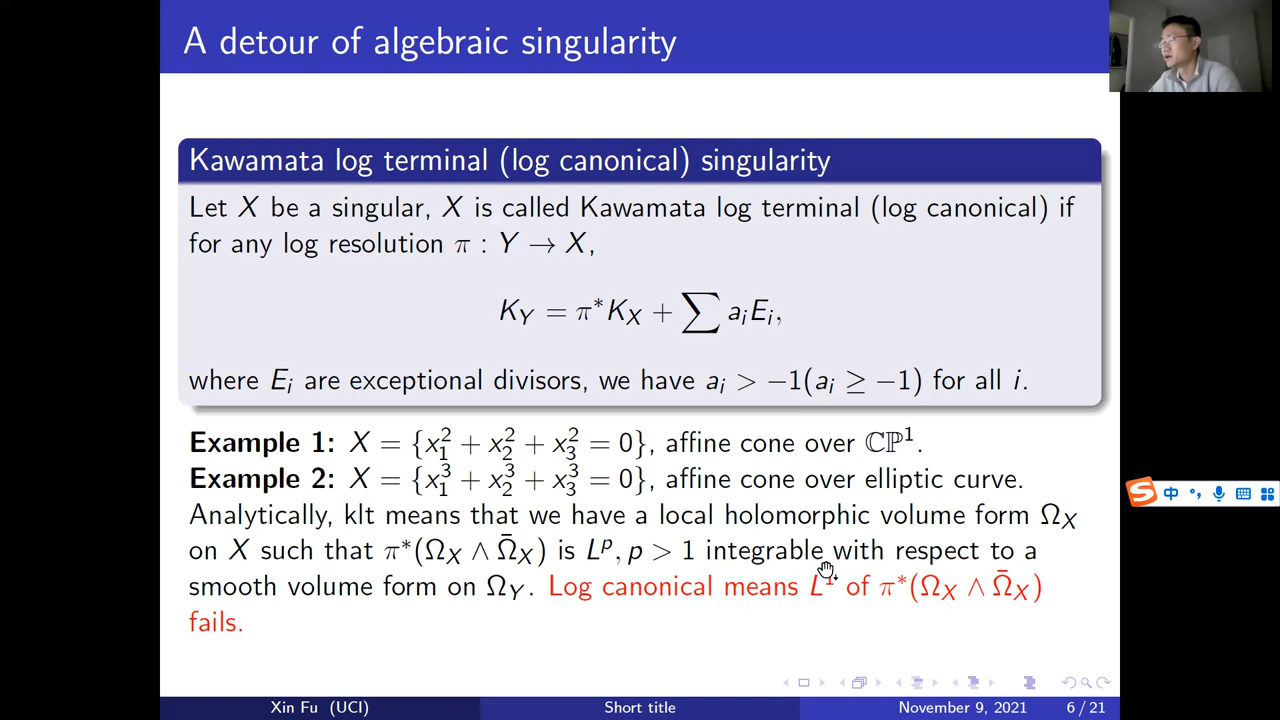 A detour of algebraic singularity
Kawamata log terminal (log canonical) singularity
Let X be a singular, X is called Kawamata log terminal (log canonical) if
for any log resolution π : Y → X,
K_Y = π*K_X + ∑ a_iE_i,
where E_i are exceptional divisors, we have a_i > −1(a_i ≥ −1) for all i.
Example 1: X = {x_1^2 + x_2^2 + x_3^2 = 0}, affine cone over ℂℙ^1.
Example 2: X = {x_1^3 + x_2^3 + x_3^3 = 0}, affine cone over elliptic curve.
Analytically, klt means that we have a local holomorphic volume form Ω_X
on X such that π*(Ω_X ∧ Ω̄_X) is L^p, p > 1 integrable with respect to a
smooth volume form on Ω_Y. Log canonical means L^1 of π*(Ω_X ∧ Ω̄_X)
fails.
S 中
Xin Fu (UCI) Short title November 9, 2021 6 / 21